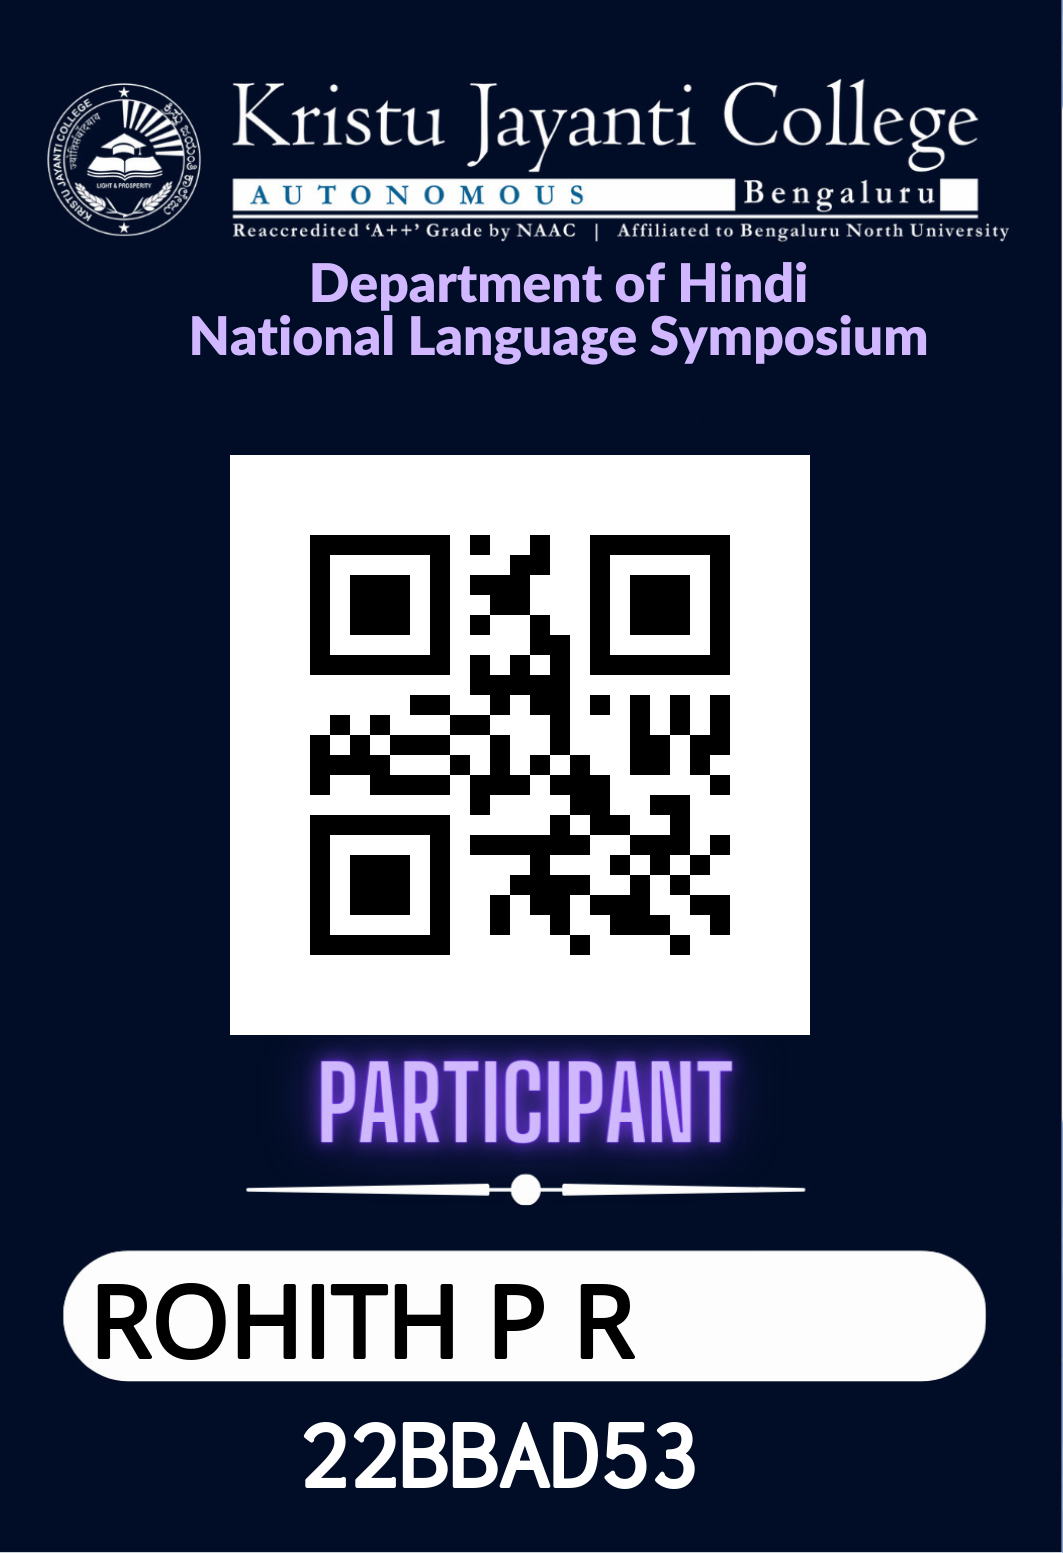 KRISTU JAYANTI COLLEGE
ಕ್ರಿಸ್ತು ಜಯಂತಿ ಕಾಲೇಜು
LIGHT & PROSPERITY
Kristu Jayanti College
AUTONOMOUS Bengaluru
Reaccredited ‘A++’ Grade by NAAC | Affiliated to Bengaluru North University
Department of Hindi
National Language Symposium
PARTICIPANT
ROHITH P R
22BBAD53